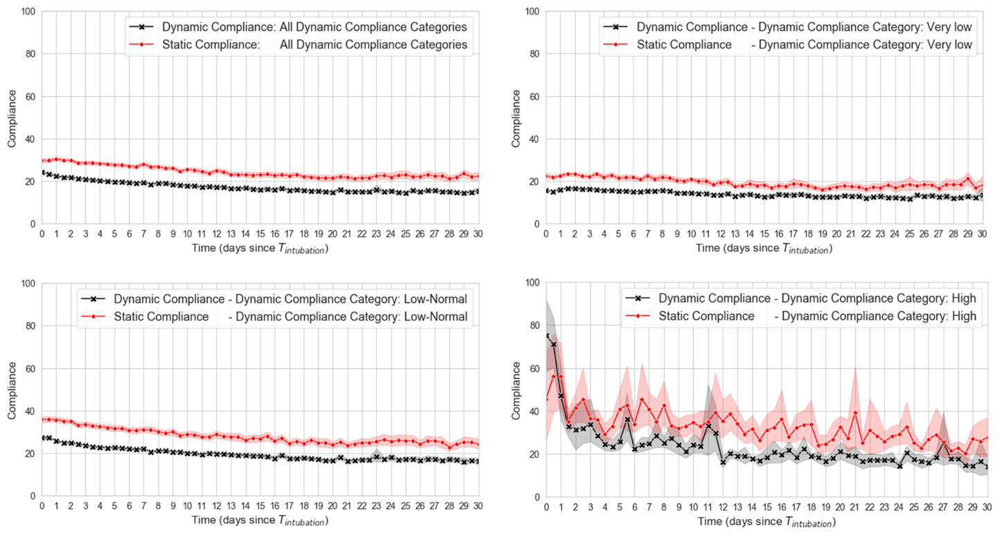 Dynamic Compliance: All Dynamic Compliance Categories
Static Compliance: All Dynamic Compliance Categories
100
80
60
40
20
0
Compliance
0 1 2 3 4 5 6 7 8 9 10 11 12 13 14 15 16 17 18 19 20 21 22 23 24 25 26 27 28 29 30
Time (days since Tintubation)
Dynamic Compliance - Dynamic Compliance Category: Very low
Static Compliance - Dynamic Compliance Category: Very low
100
80
60
40
20
0
Compliance
0 1 2 3 4 5 6 7 8 9 10 11 12 13 14 15 16 17 18 19 20 21 22 23 24 25 26 27 28 29 30
Time (days since Tintubation)
Dynamic Compliance - Dynamic Compliance Category: Low-Normal
Static Compliance - Dynamic Compliance Category: Low-Normal
100
80
60
40
20
0
Compliance
0 1 2 3 4 5 6 7 8 9 10 11 12 13 14 15 16 17 18 19 20 21 22 23 24 25 26 27 28 29 30
Time (days since Tintubation)
Dynamic Compliance - Dynamic Compliance Category: High
Static Compliance - Dynamic Compliance Category: High
100
80
60
40
20
0
Compliance
0 1 2 3 4 5 6 7 8 9 10 11 12 13 14 15 16 17 18 19 20 21 22 23 24 25 26 27 28 29 30
Time (days since Tintubation)